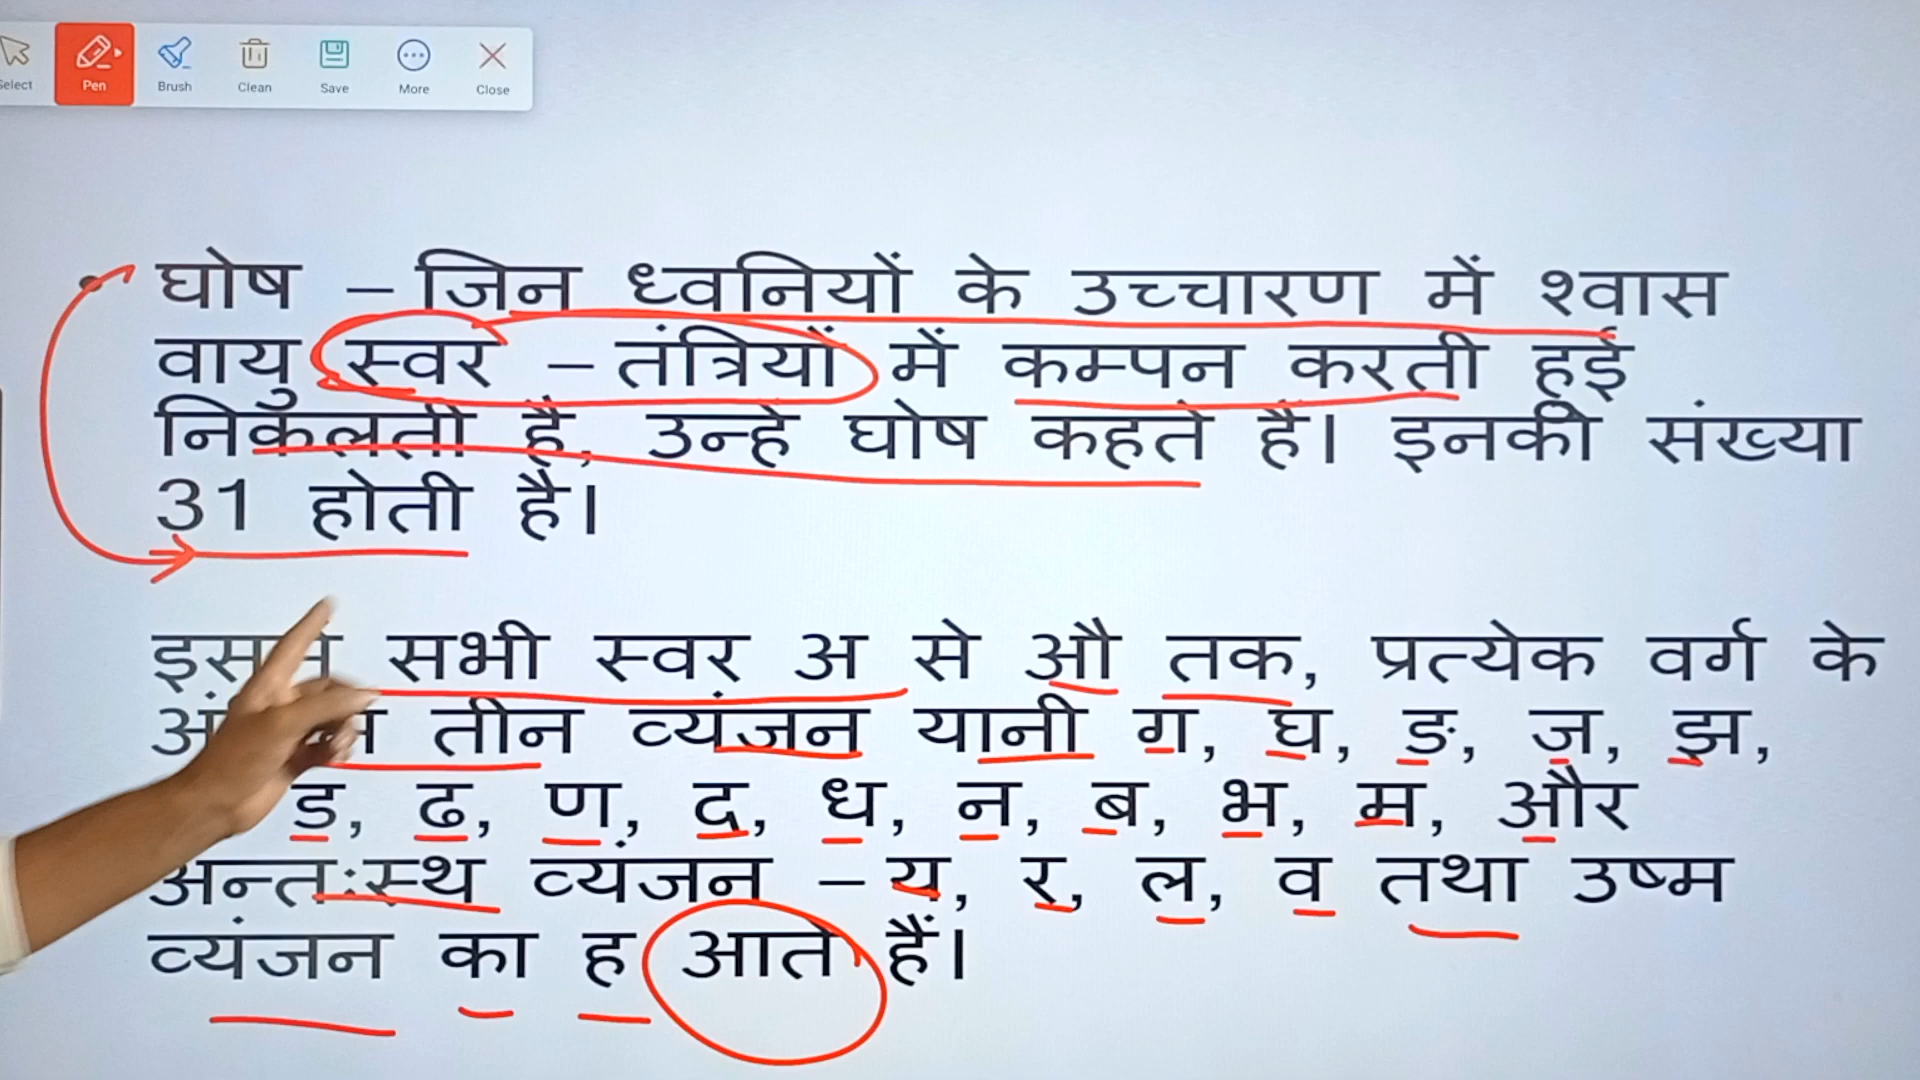 Select Pen Brush Clean Save More Close
घोष – जिन ध्वनियों के उच्चारण में श्वास
वायु स्वर – तंत्रियों में कम्पन करती हुई
निकलती है, उन्हे घोष कहते हैं। इनकी संख्या
31 होती है।
सभी स्वर अ से औ तक, प्रत्येक वर्ग के
तीन व्यंजन यानी ग, घ, ङ, ज, झ,
ड, ढ, ण, द, ध, न, ब, भ, म, और
अन्तःस्थ व्यंजन – य, र, ल, व तथा उष्म
व्यंजन का ह आते हैं।